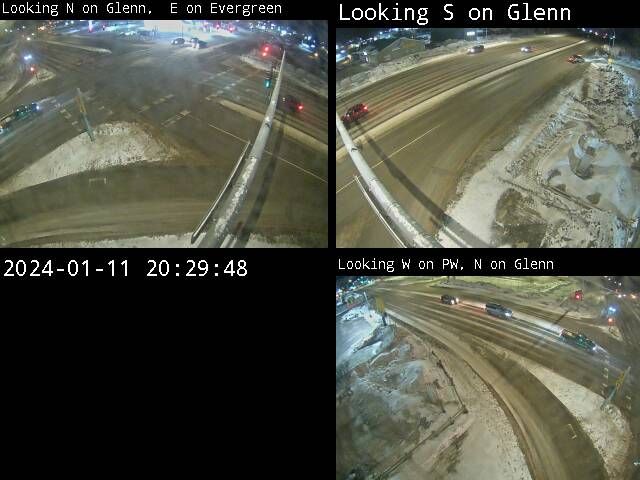 Looking N on Glenn, E on Evergreen
Looking S on Glenn
2024-01-11 20:29:48
Looking W on PW, N on Glenn